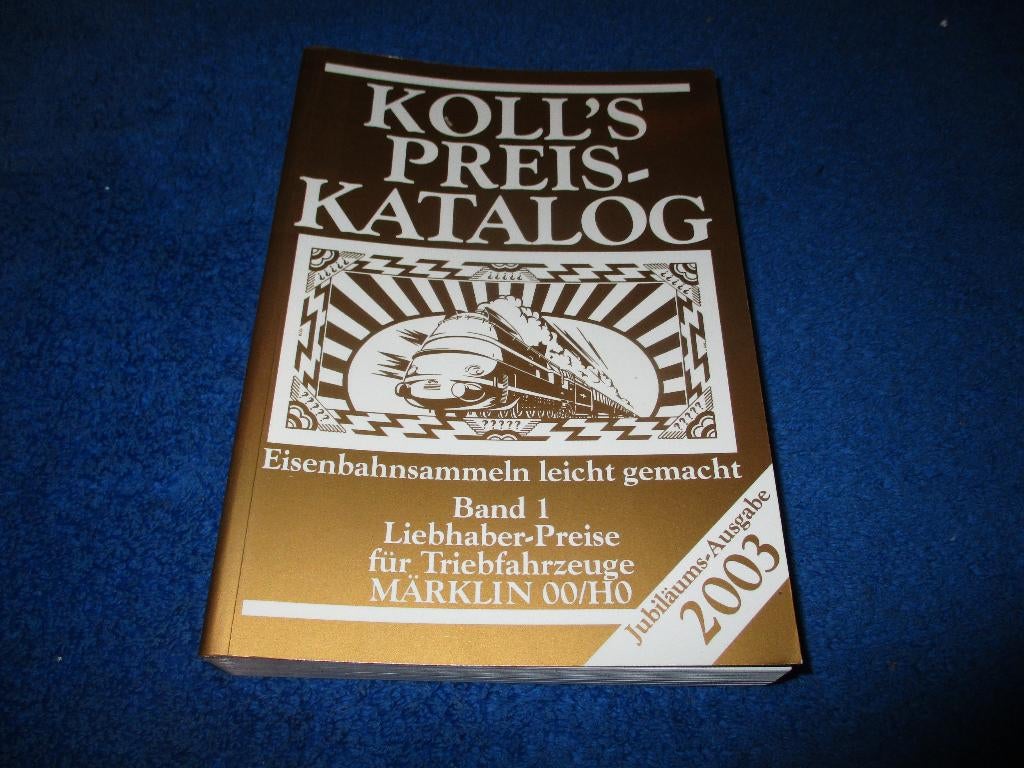 KOLL'S
PREIS-
KATALOG
?????
?????
?????
Eisenbahnsammeln leicht gemacht
Band 1
Liebhaber-Preise
für Triebfahrzeuge
MÄRKLIN 00/H0
Jubiläums-Ausgabe
2003